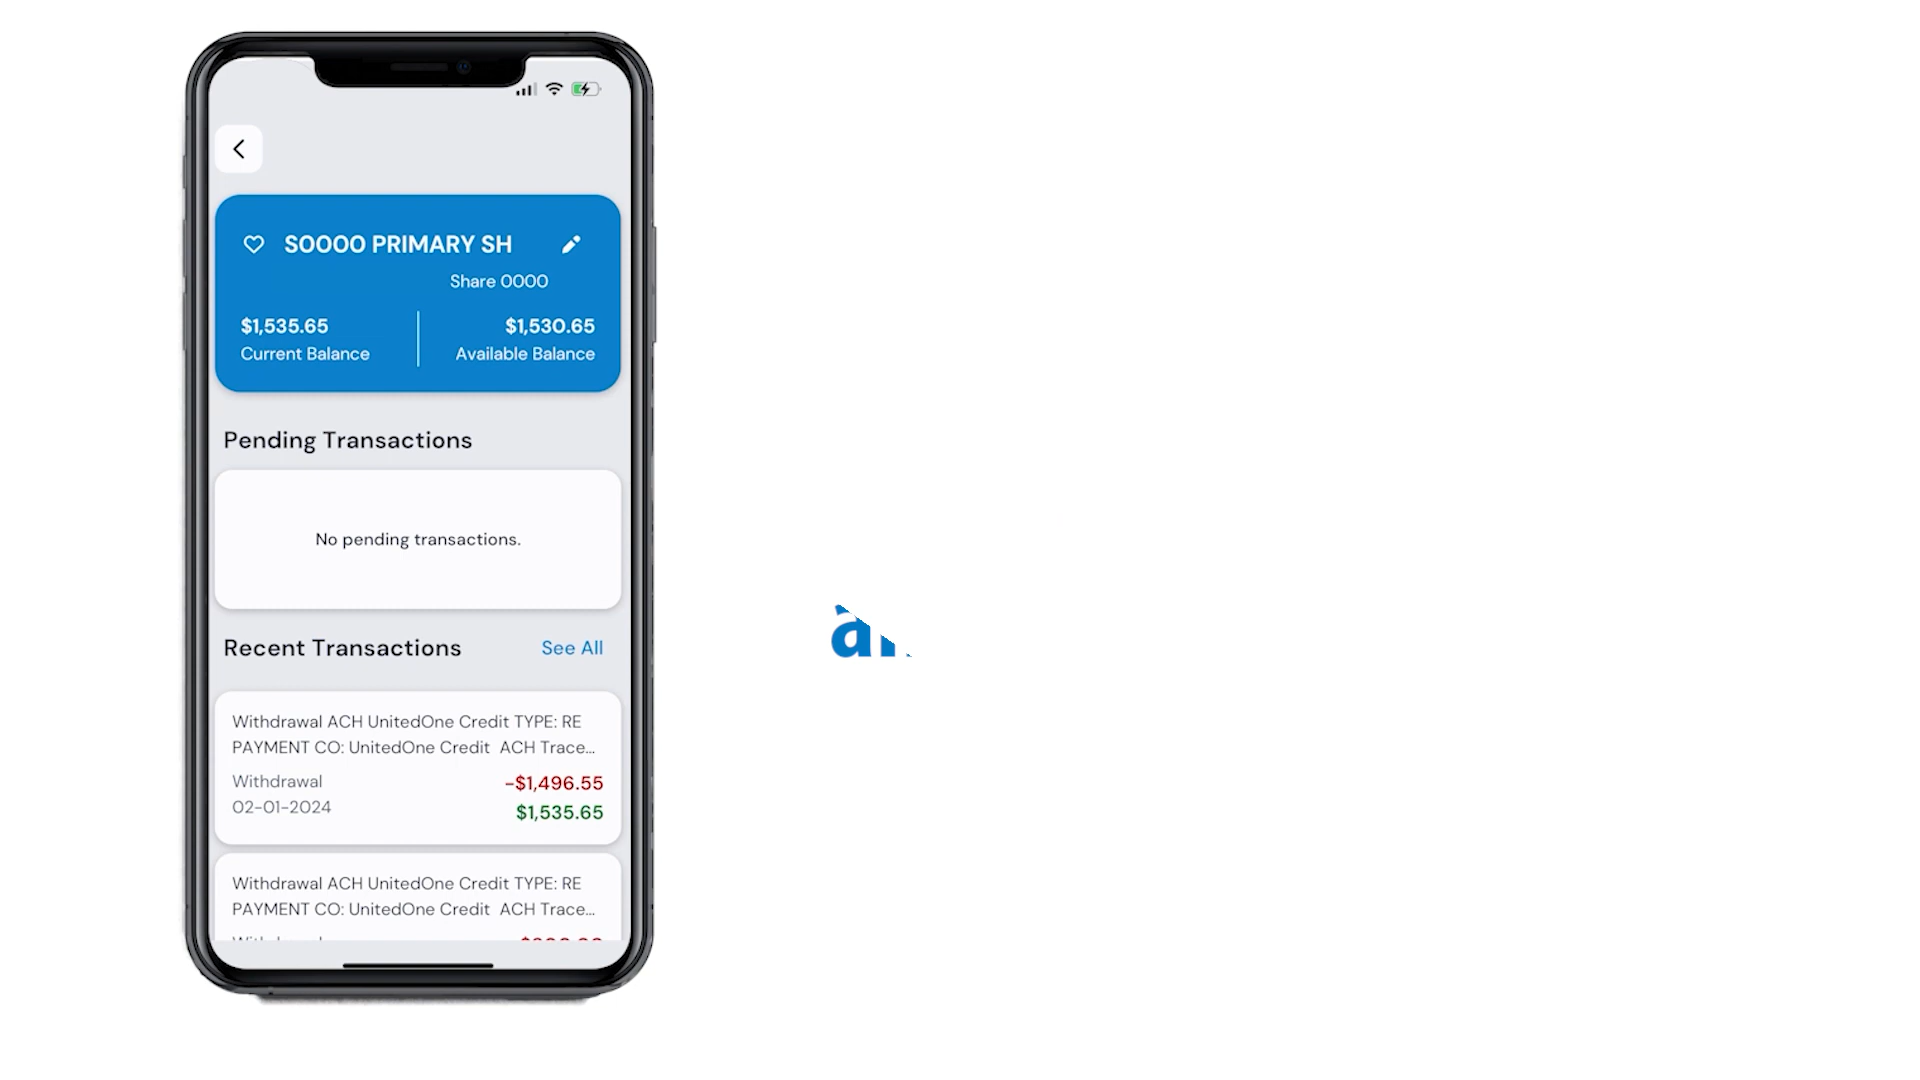 S0000 PRIMARY SH
Share 0000
$1,535.65
$1,530.65
Current Balance
Available Balance
Pending Transactions
No pending transactions.
Recent Transactions
See All
Withdrawal ACH UnitedOne Credit TYPE: RE
PAYMENT CO: UnitedOne Credit ACH Trace...
Withdrawal
-$1,496.55
02-01-2024
$1,535.65
Withdrawal ACH UnitedOne Credit TYPE: RE
PAYMENT CO: UnitedOne Credit ACH Trace...